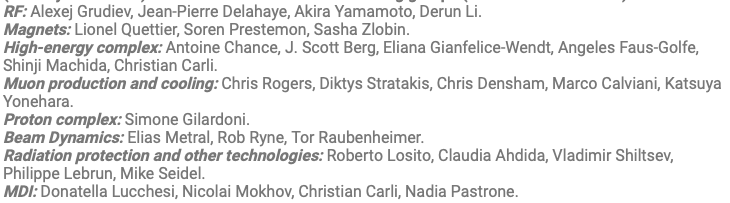 RF: Alexej Grudiev, Jean-Pierre Delahaye, Akira Yamamoto, Derun Li.
Magnets: Lionel Quettier, Soren Prestemon, Sasha Zlobin.
High-energy complex: Antoine Chance, J. Scott Berg, Eliana Gianfelice-Wendt, Angeles Faus-Golfe,
Shinji Machida, Christian Carli.
Muon production and cooling: Chris Rogers, Diktys Stratakis, Chris Densham, Marco Calviani, Katsuya
Yonehara.
Proton complex: Simone Gilardoni.
Beam Dynamics: Elias Metral, Rob Ryne, Tor Raubenheimer.
Radiation protection and other technologies: Roberto Losito, Claudia Ahdida, Vladimir Shiltsev,
Philippe Lebrun, Mike Seidel.
MDI: Donatella Lucchesi, Nicolai Mokhov, Christian Carli, Nadia Pastrone.